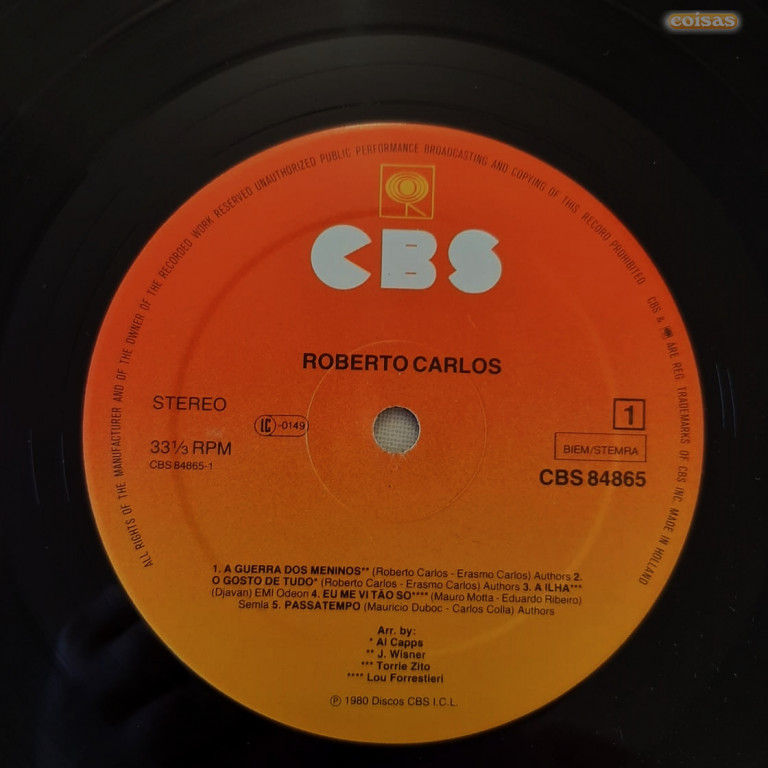 coisas
ALL RIGHTS OF THE MANUFACTURER AND OF THE OWNER OF THE RECORDED WORK RESERVED UNAUTHORIZED PUBLIC PERFORMANCE BROADCASTING AND COPYING OF THIS RECORD PROHIBITED CBS & ARE REG. TRADEMARKS OF CBS INC. MADE IN HOLLAND
CBS
ROBERTO CARLOS
STEREO
LC -0149
1
33⅓ RPM
BIEM/STEMRA
CBS 84865-1
CBS 84865
1. A GUERRA DOS MENINOS** (Roberto Carlos - Erasmo Carlos) Authors 2.
O GOSTO DE TUDO* (Roberto Carlos - Erasmo Carlos) Authors 3. A ILHA***
(Djavan) EMI Odeon 4. EU ME VI TÃO SO**** (Mauro Motta - Eduardo Ribeiro)
Semla 5. PASSATEMPO (Mauricio Duboc - Carlos Colla) Authors
Arr. by:
* Al Capps
** J. Wisner
*** Torrie Zito
**** Lou Forrestieri
℗ 1980 Discos CBS I.C.L.